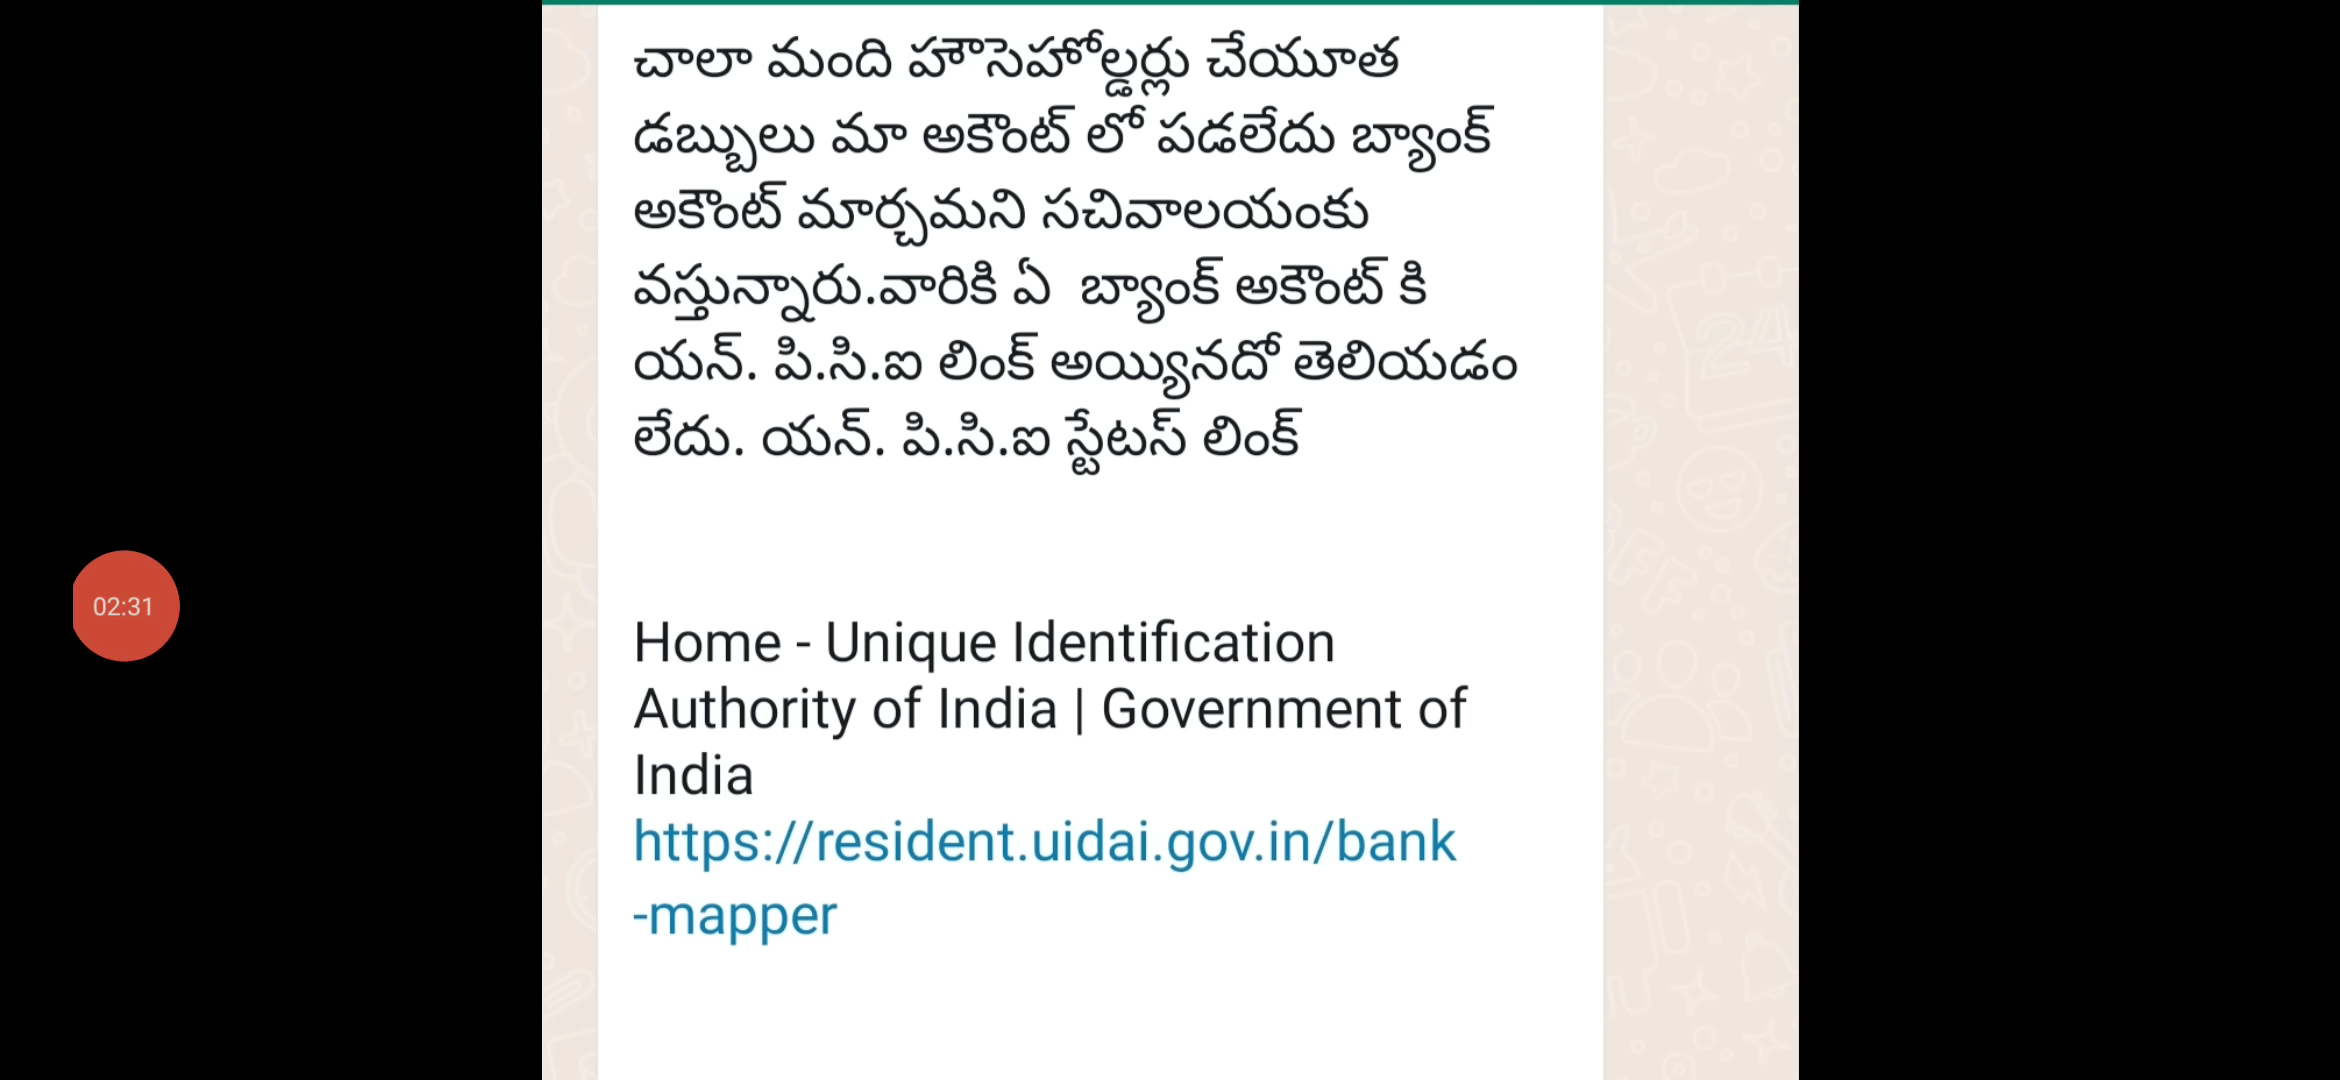 చాలా మంది హౌసెహోల్డర్లు చేయూత
డబ్బులు మా అకౌంట్ లో పడలేదు బ్యాంక్
అకౌంట్ మార్చమని సచివాలయంకు
వస్తున్నారు.వారికి ఏ  బ్యాంక్ అకౌంట్ కి
యన్. పి.సి.ఐ లింక్ అయ్యినదో తెలియడం
లేదు. యన్. పి.సి.ఐ స్టేటస్ లింక్
02:31
Home - Unique Identification
Authority of India | Government of
India
https://resident.uidai.gov.in/bank
-mapper